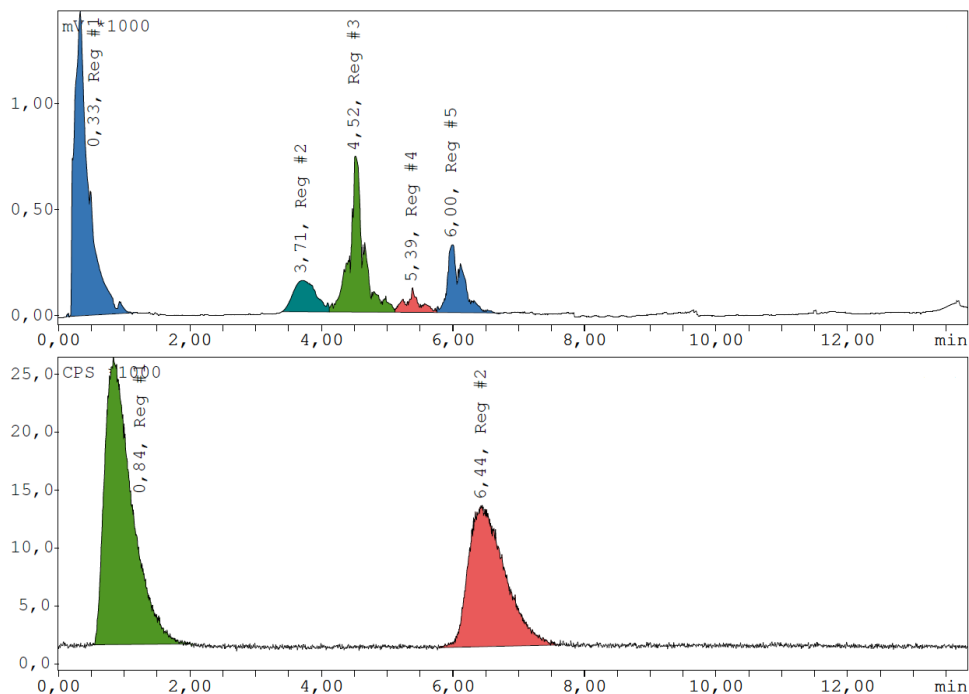 mV *1000
0,33, Reg #1
3,71, Reg #2
4,52, Reg #3
5,39, Reg #4
6,00, Reg #5
1,00
0,50
0,00
0,00 2,00 4,00 6,00 8,00 10,00 12,00 min
CPS *1000
0,84, Reg #1
6,44, Reg #2
25,0
20,0
15,0
10,0
5,0
0,0
0,00 2,00 4,00 6,00 8,00 10,00 12,00 min